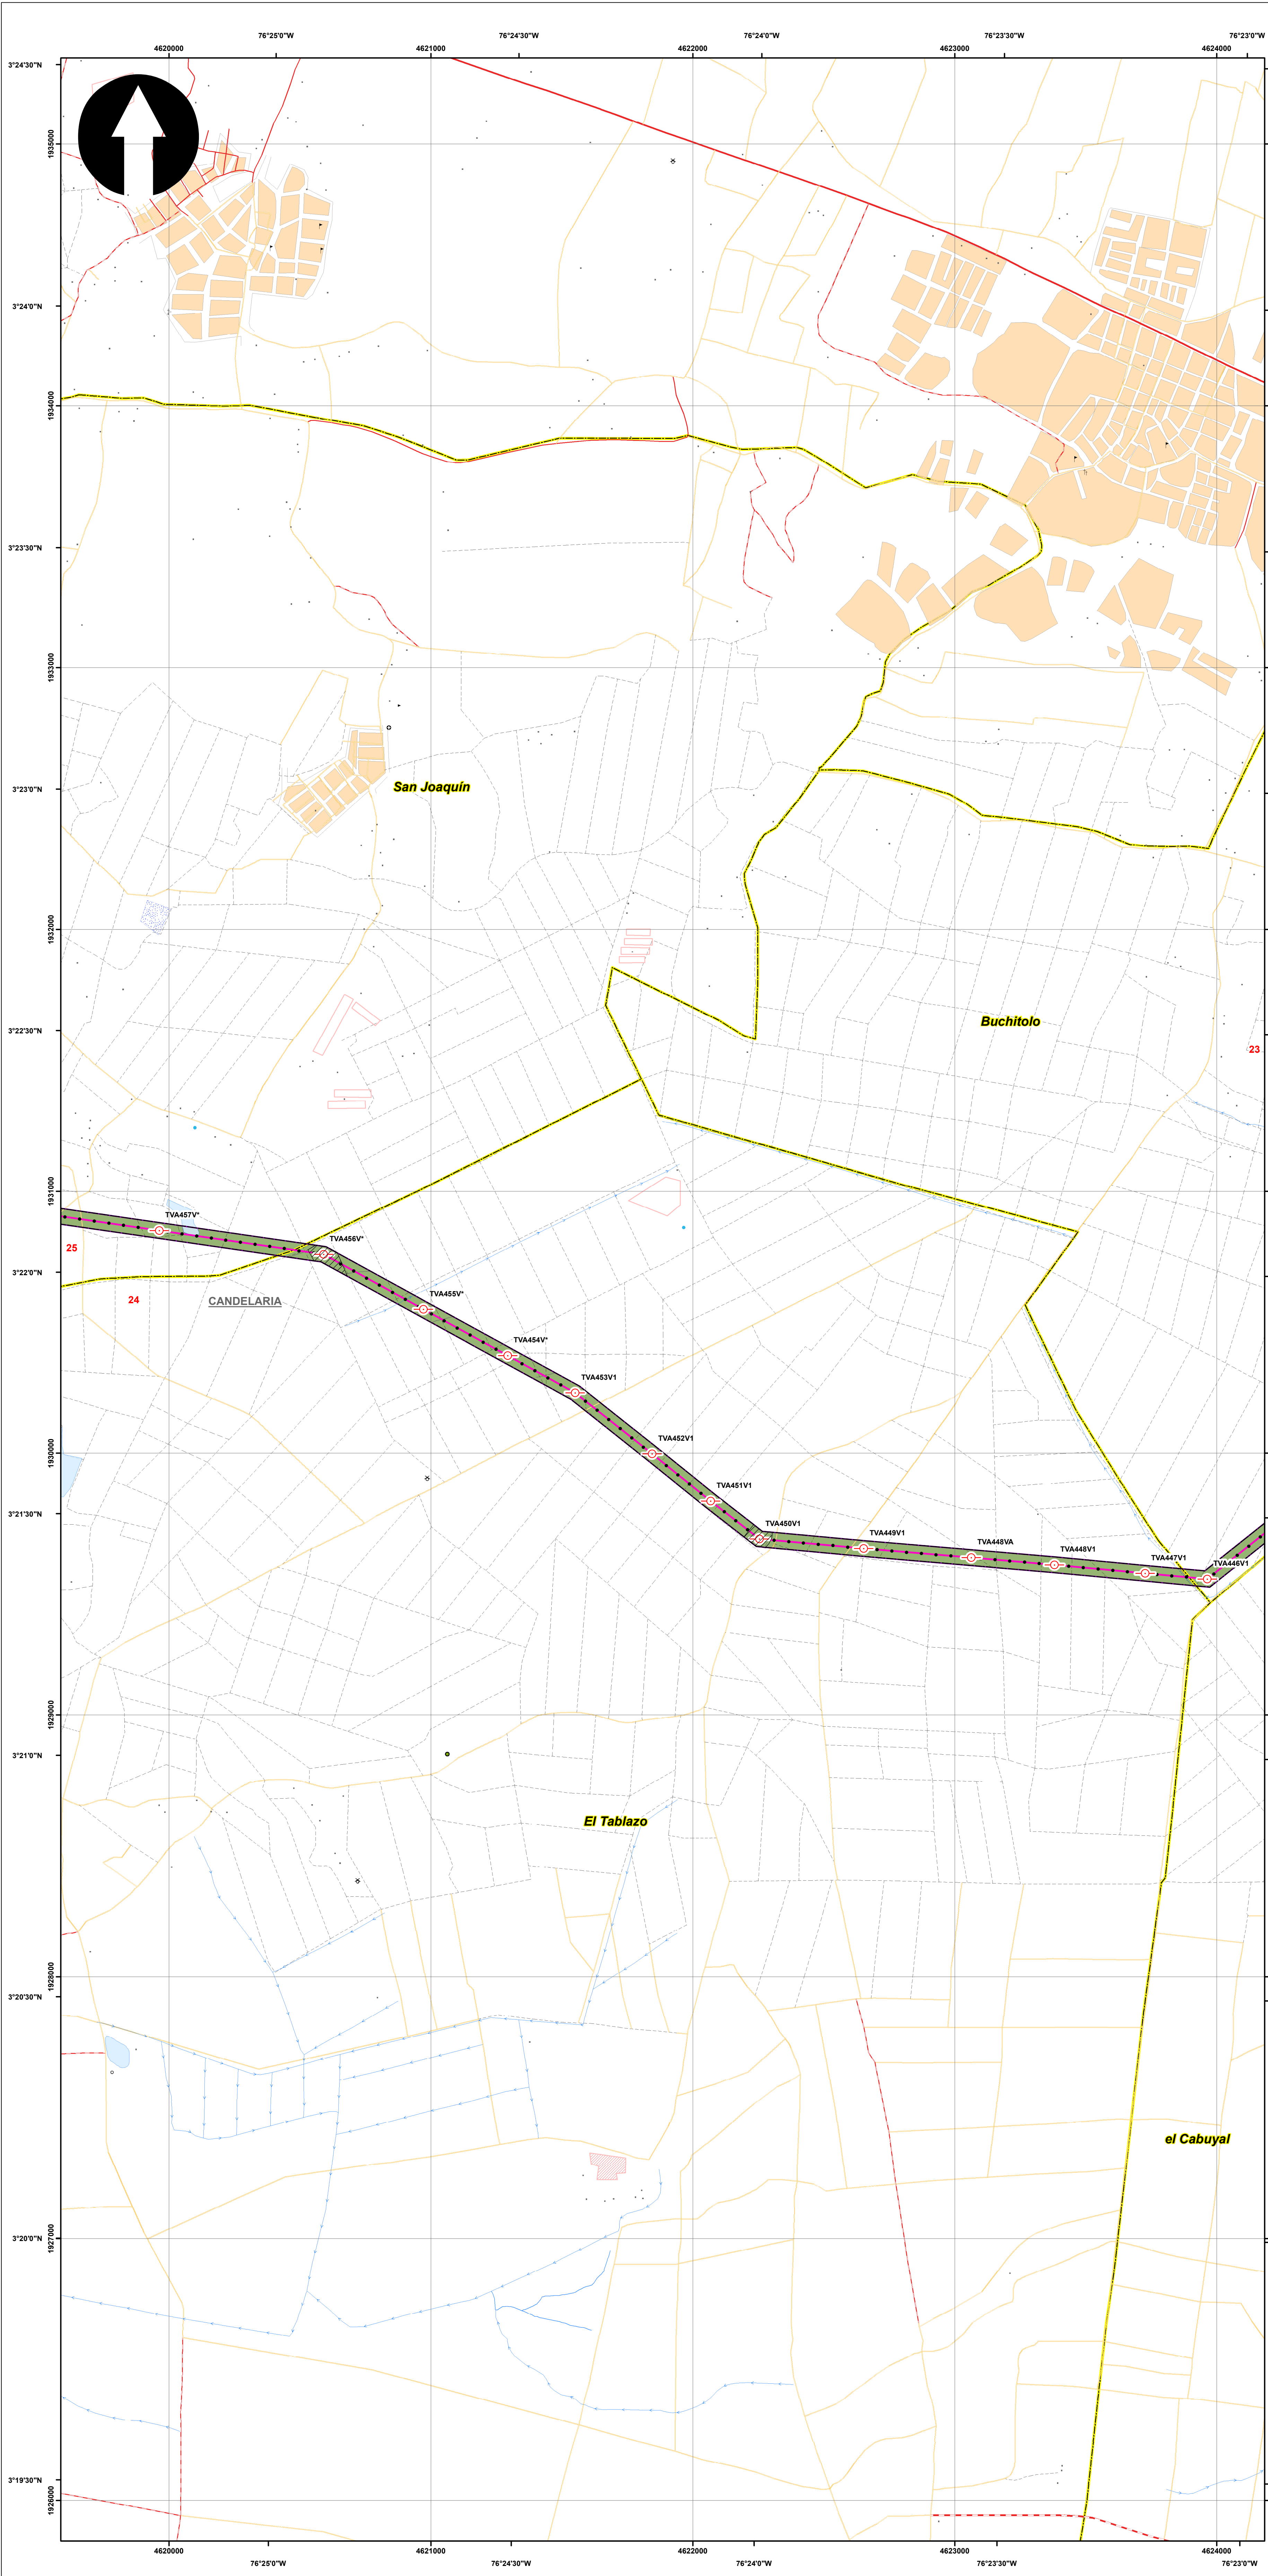 76°25'0"W 76°24'30"W 76°24'0"W 76°23'30"W 76°23'0"W
4620000 4621000 4622000 4623000 4624000
3°24'30"N
1935000
3°24'0"N
1934000
3°23'30"N
1933000
San Joaquín
3°23'0"N
1932000
Buchitolo
3°22'30"N
23
1931000
TVA457V*
TVA456V*
25
3°22'0"N
24
CANDELARIA
TVA455V*
TVA454V*
TVA453V1
TVA452V1
1930000
TVA451V1
3°21'30"N
TVA450V1
TVA449V1
TVA448VA
TVA448V1
TVA447V1
TVA446V1
1929000
3°21'0"N
El Tablazo
1928000
3°20'30"N
el Cabuyal
3°20'0"N
1927000
3°19'30"N
1926000
4620000 4621000 4622000 4623000 4624000
76°25'0"W 76°24'30"W 76°24'0"W 76°23'30"W 76°23'0"W